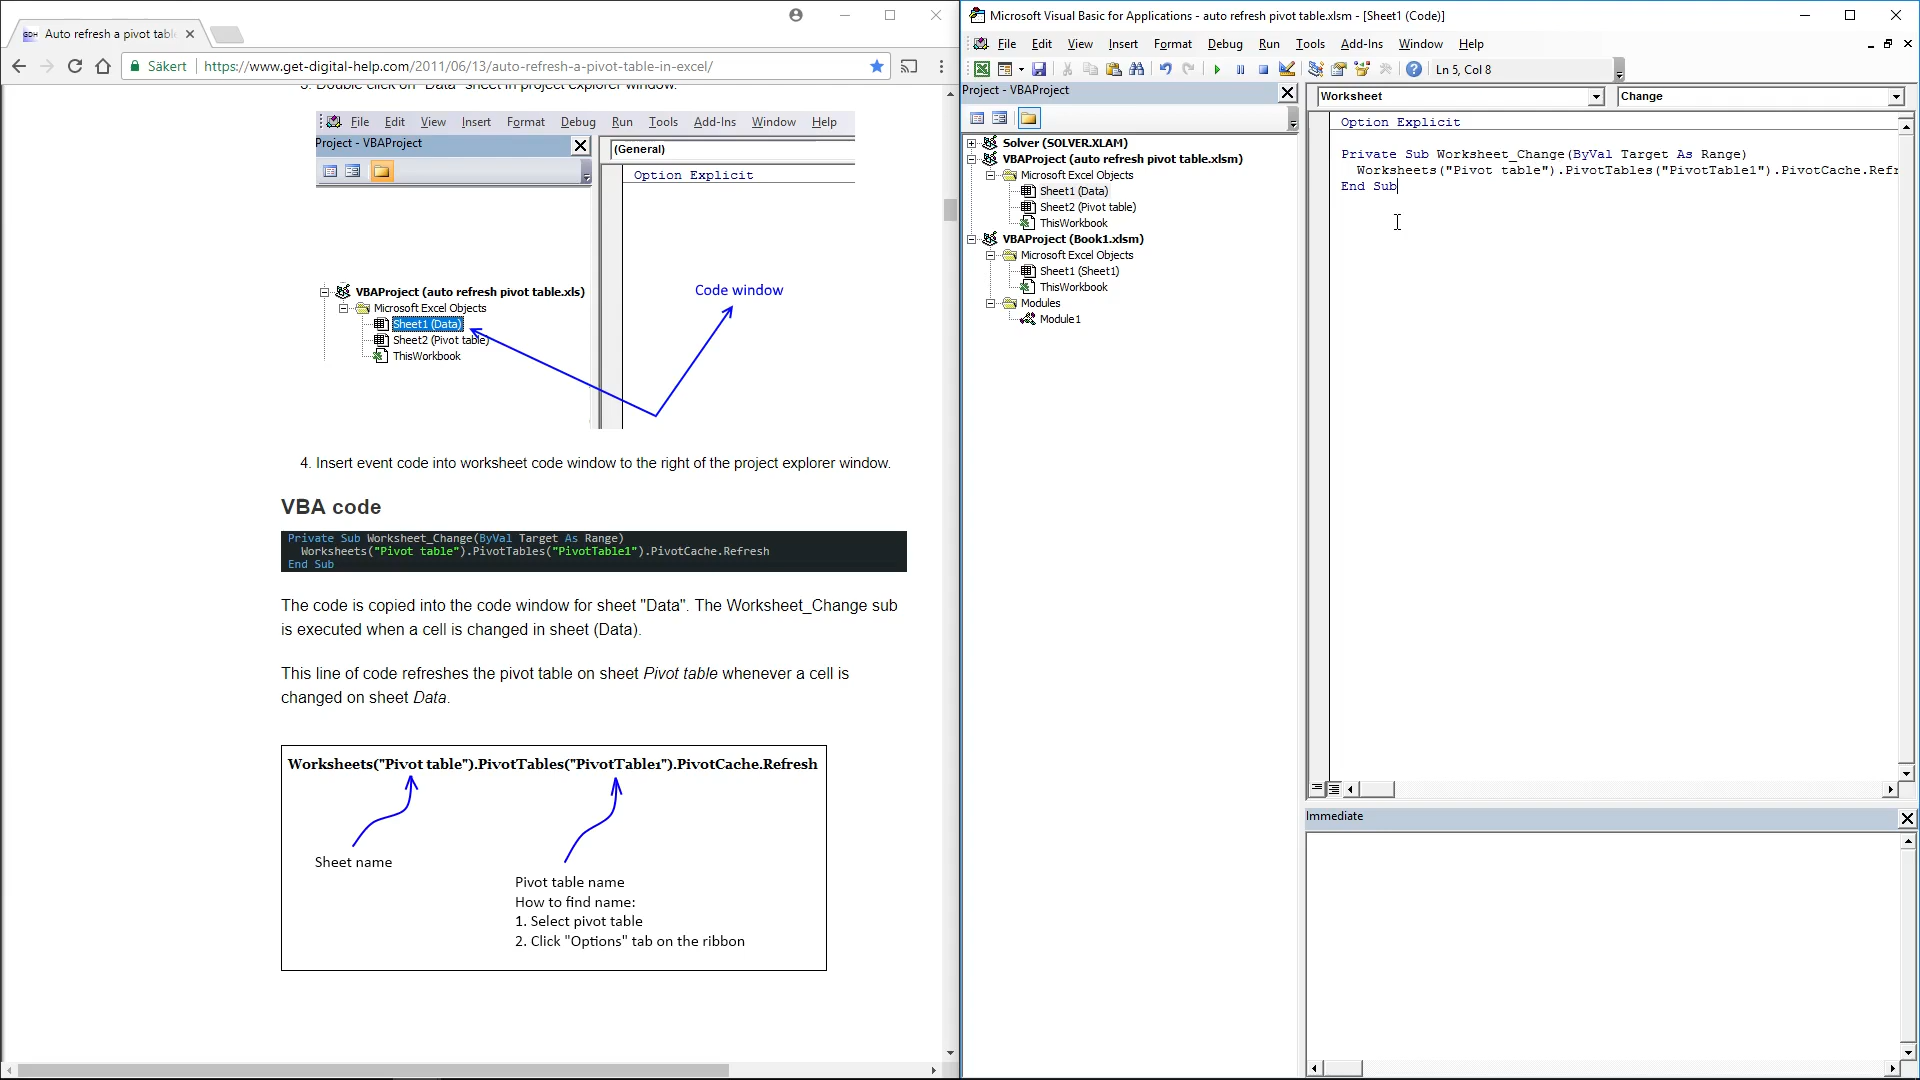 Auto refresh a pivot tabl
Säkert
https://www.get-digital-help.com/2011/06/13/auto-refresh-a-pivot-table-in-excel/
3. Double click on "Data" sheet in project explorer window.
File Edit View Insert Format Debug Run Tools Add-Ins Window Help
Project - VBAProject
(General)
Option Explicit
Code window
VBAProject (auto refresh pivot table.xls)
Microsoft Excel Objects
Sheet1 (Data)
Sheet2 (Pivot table)
ThisWorkbook
4. Insert event code into worksheet code window to the right of the project explorer window.
VBA code
Private Sub Worksheet_Change(ByVal Target As Range)
Worksheets("Pivot table").PivotTables("PivotTable1").PivotCache.Refresh
End Sub
The code is copied into the code window for sheet "Data". The Worksheet_Change sub
is executed when a cell is changed in sheet (Data).
This line of code refreshes the pivot table on sheet Pivot table whenever a cell is
changed on sheet Data.
Worksheets("Pivot table").PivotTables("PivotTable1").PivotCache.Refresh
Sheet name
Pivot table name
How to find name:
1. Select pivot table
2. Click "Options" tab on the ribbon
Microsoft Visual Basic for Applications - auto refresh pivot table.xlsm - [Sheet1 (Code)]
File Edit View Insert Format Debug Run Tools Add-Ins Window Help
Ln 5, Col 8
Project - VBAProject
Solver (SOLVER.XLAM)
VBAProject (auto refresh pivot table.xlsm)
Microsoft Excel Objects
Sheet1 (Data)
Sheet2 (Pivot table)
ThisWorkbook
VBAProject (Book1.xlsm)
Microsoft Excel Objects
Sheet1 (Sheet1)
ThisWorkbook
Modules
Module1
Worksheet
Change
Option Explicit
Private Sub Worksheet_Change(ByVal Target As Range)
Worksheets("Pivot table").PivotTables("PivotTable1").PivotCache.Refr
End Sub
Immediate